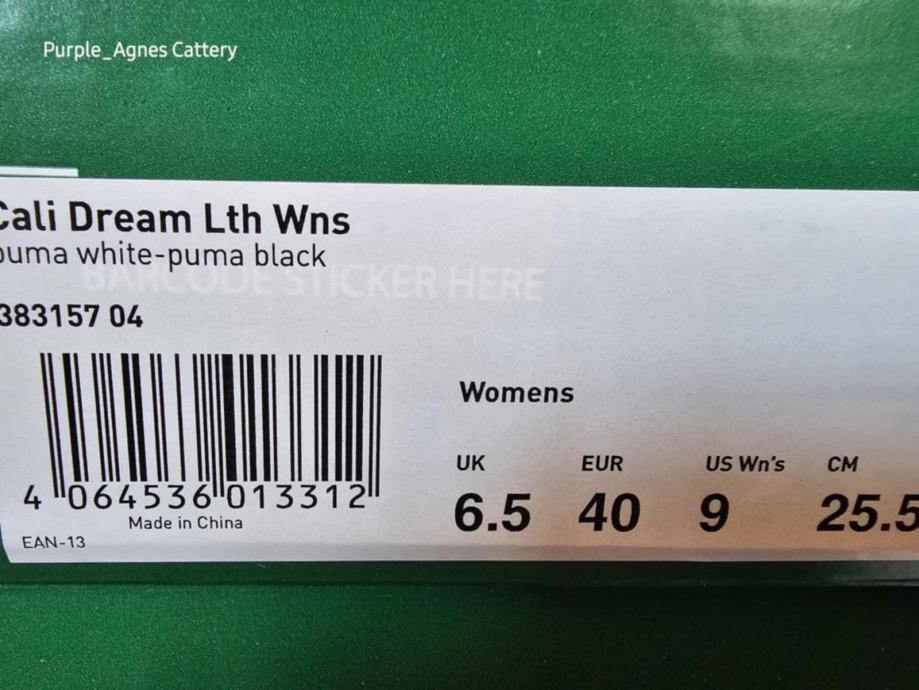 Purple_Agnes Cattery
Cali Dream Lth Wns
puma white-puma black
BARCODE STICKER HERE
383157 04
Womens
UK EUR US Wn's CM
6.5 40 9 25.5
4 064536 013312
Made in China
EAN-13